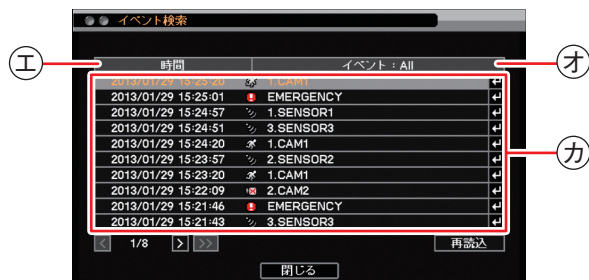 イベント検索
エ 時間 イベント：All オ
2013/01/29 15:25:20 1.CAM1
2013/01/29 15:25:01 EMERGENCY
2013/01/29 15:24:57 1.SENSOR1
2013/01/29 15:24:51 3.SENSOR3
2013/01/29 15:24:20 1.CAM1
カ
2013/01/29 15:23:57 2.SENSOR2
2013/01/29 15:23:20 1.CAM1
2013/01/29 15:22:09 2.CAM2
2013/01/29 15:21:46 EMERGENCY
2013/01/29 15:21:43 3.SENSOR3
< 1/8 > >> 再読込
閉じる